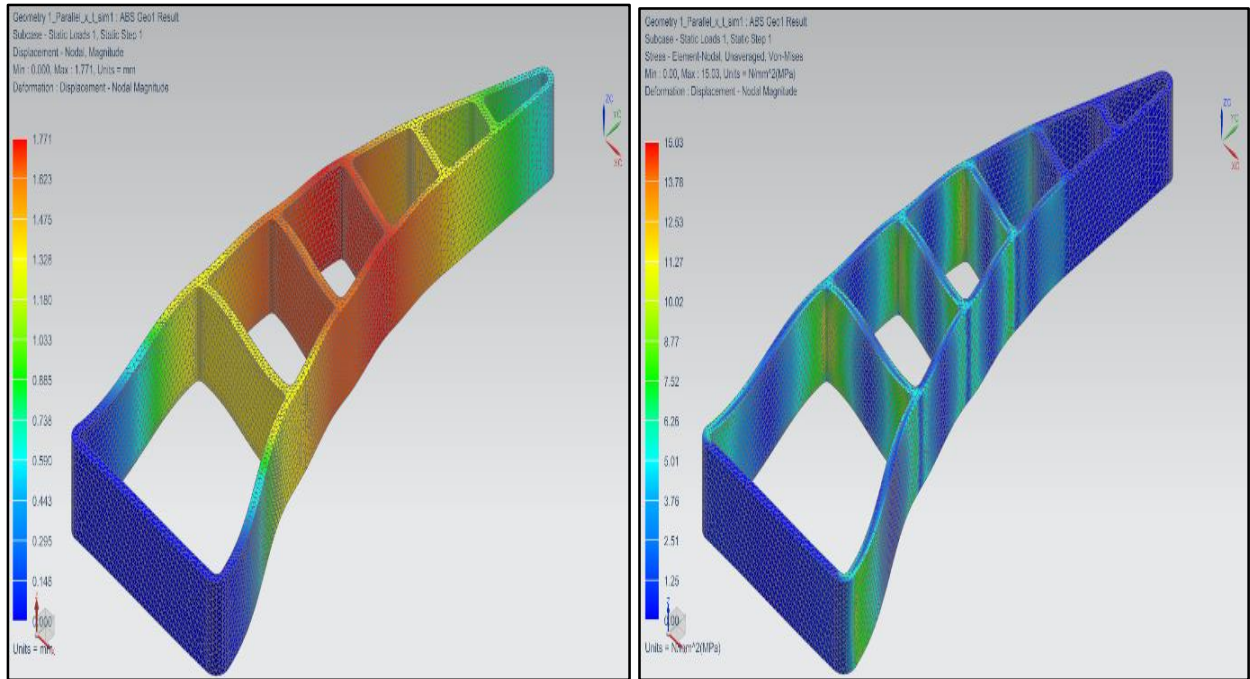 Geometry 1_Parallel_x_t_sim1 : ABS Geo1 Result
Subcase - Static Loads 1, Static Step 1
Displacement - Nodal, Magnitude
Min : 0.000, Max : 1.771, Units = mm
Deformation : Displacement - Nodal Magnitude
1.771
1.623
1.475
1.328
1.180
1.033
0.885
0.738
0.590
0.443
0.295
0.148
0.000
Units = mm
ZC
YC
XC
Geometry 1_Parallel_x_t_sim1 : ABS Geo1 Result
Subcase - Static Loads 1, Static Step 1
Stress - Element-Nodal, Unaveraged, Von-Mises
Min : 0.00, Max : 15.03, Units = N/mm^2(MPa)
Deformation : Displacement - Nodal Magnitude
15.03
13.78
12.53
11.27
10.02
8.77
7.52
6.26
5.01
3.76
2.51
1.25
0.00
Units = N/mm^2(MPa)
ZC
YC
XC